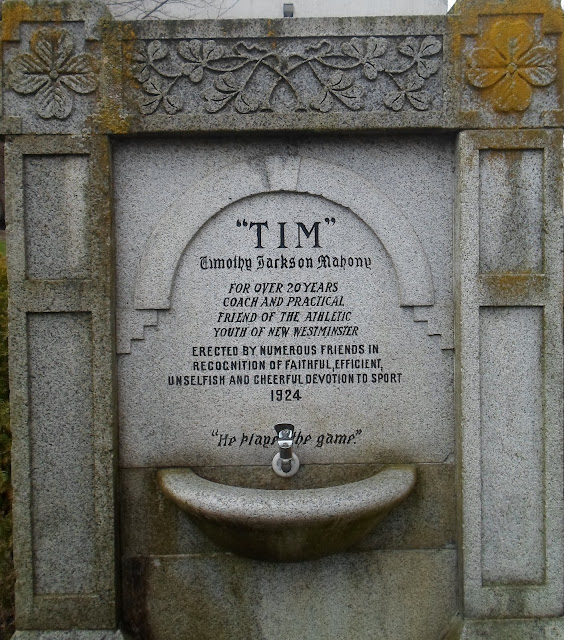 "TIM"
Timothy Jackson Mahony
FOR OVER 20 YEARS
COACH AND PRACTICAL
FRIEND OF THE ATHLETIC
YOUTH OF NEW WESTMINSTER
ERECTED BY NUMEROUS FRIENDS IN
RECOGNITION OF FAITHFUL, EFFICIENT,
UNSELFISH AND CHEERFUL DEVOTION TO SPORT
1924
"He played the game."